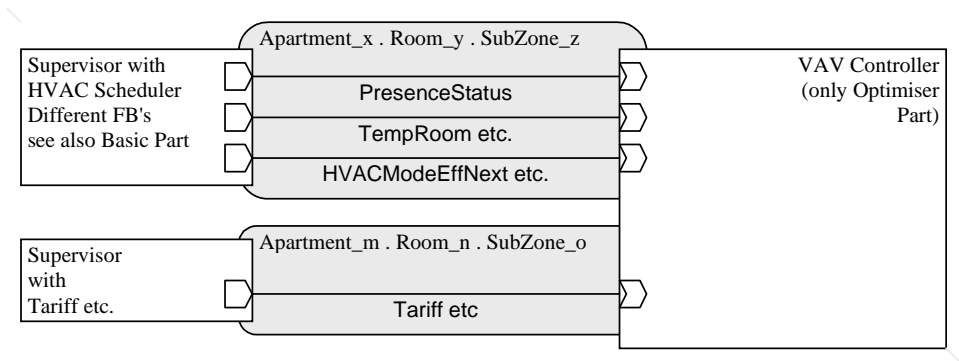 Apartment_x . Room_y . SubZone_z
Supervisor with
HVAC Scheduler
Different FB's
see also Basic Part
PresenceStatus
TempRoom etc.
HVACModeEffNext etc.
VAV Controller
(only Optimiser
Part)
Apartment_m . Room_n . SubZone_o
Supervisor
with
Tariff etc.
Tariff etc